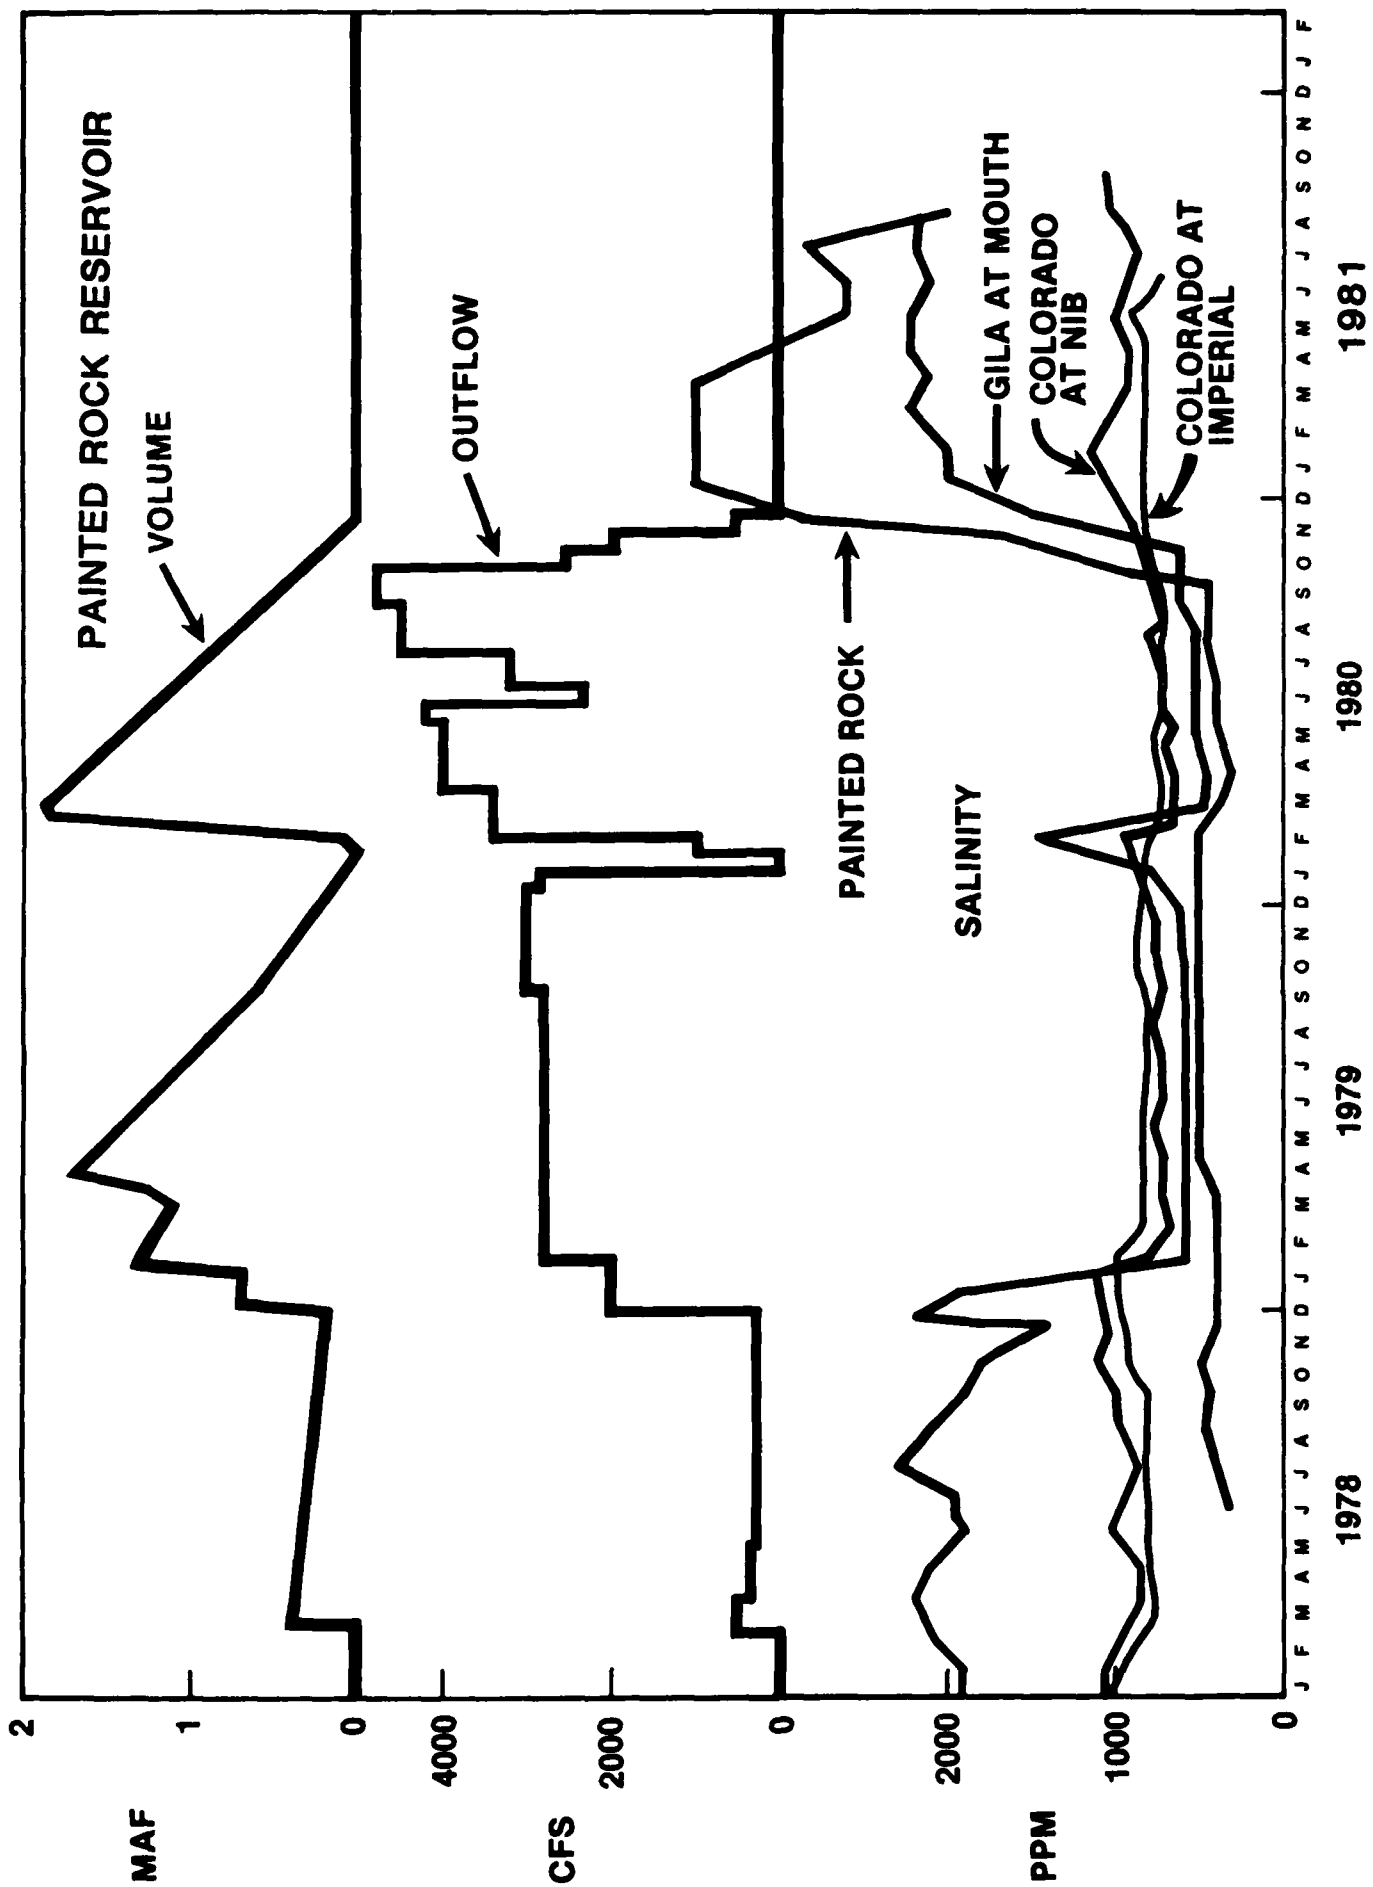 PAINTED ROCK RESERVOIR
VOLUME
OUTFLOW
PAINTED ROCK
SALINITY
GILA AT MOUTH
COLORADO
AT NIB
COLORADO AT
IMPERIAL
MAF
2
1
0
CFS
4000
2000
0
PPM
2000
1000
0
J F M A M J J A S O N D J F M A M J J A S O N D J F M A M J J A S O N D J F M A M J J A S O N D J F
1978 1979 1980 1981